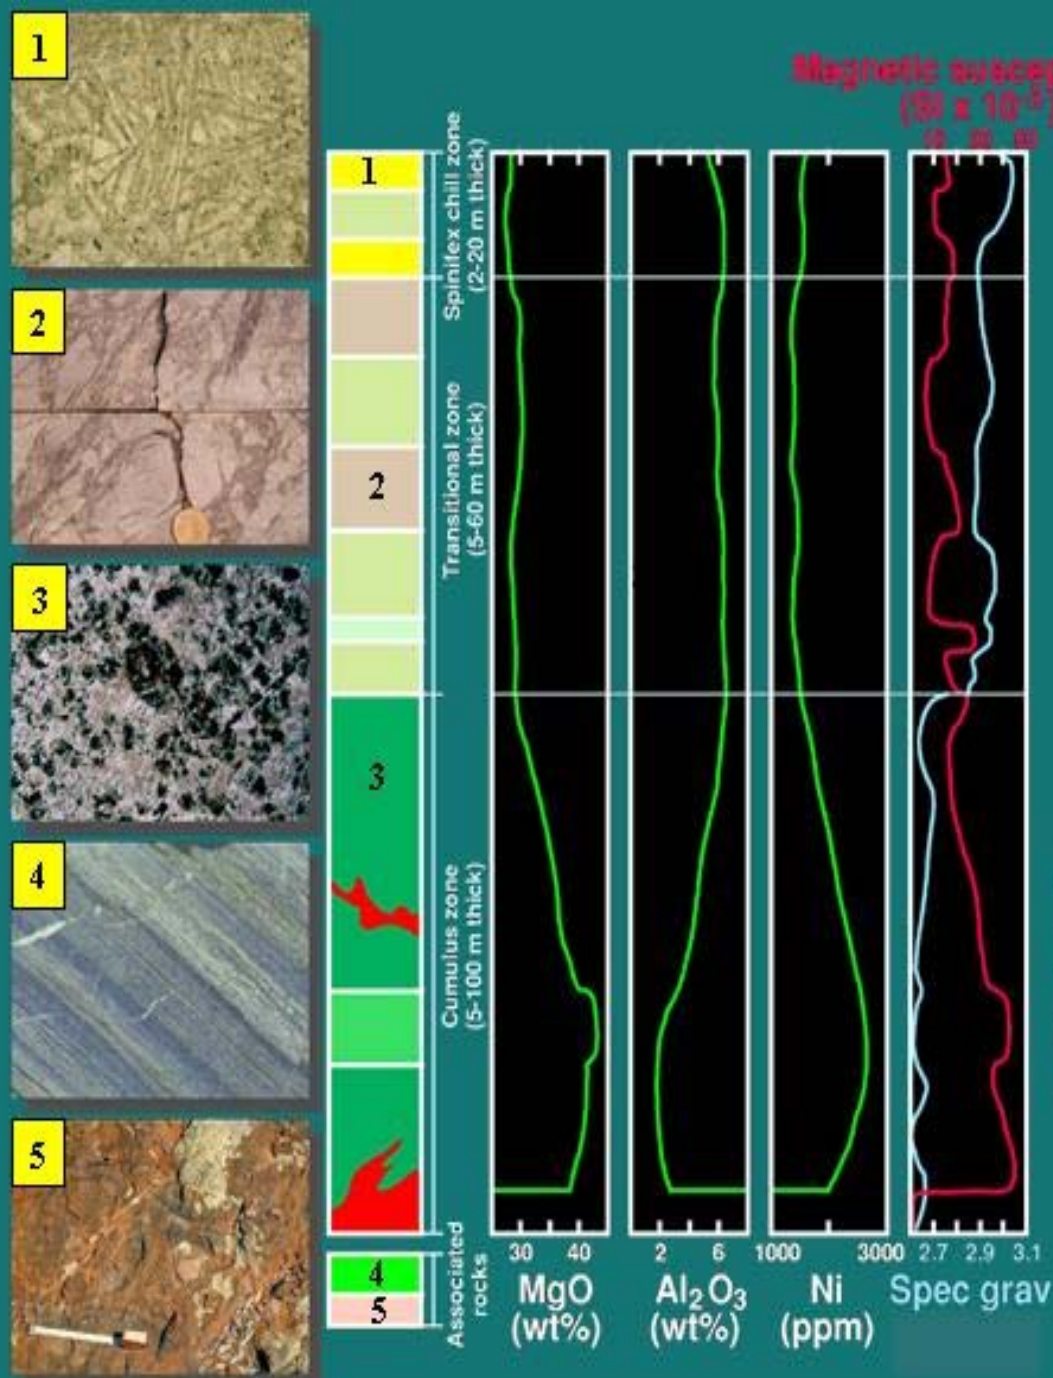 1
2
3
4
5
Magnetic suscep
(SI x 10⁻⁵)
1
2
3
4
5
Spinifex chill zone
(2-20 m thick)
Transitional zone
(5-60 m thick)
Cumulus zone
(5-100 m thick)
Associated
rocks
30 40
MgO
(wt%)
2 6
Al₂O₃
(wt%)
1000 3000
Ni
(ppm)
2.7 2.9 3.1
Spec grav